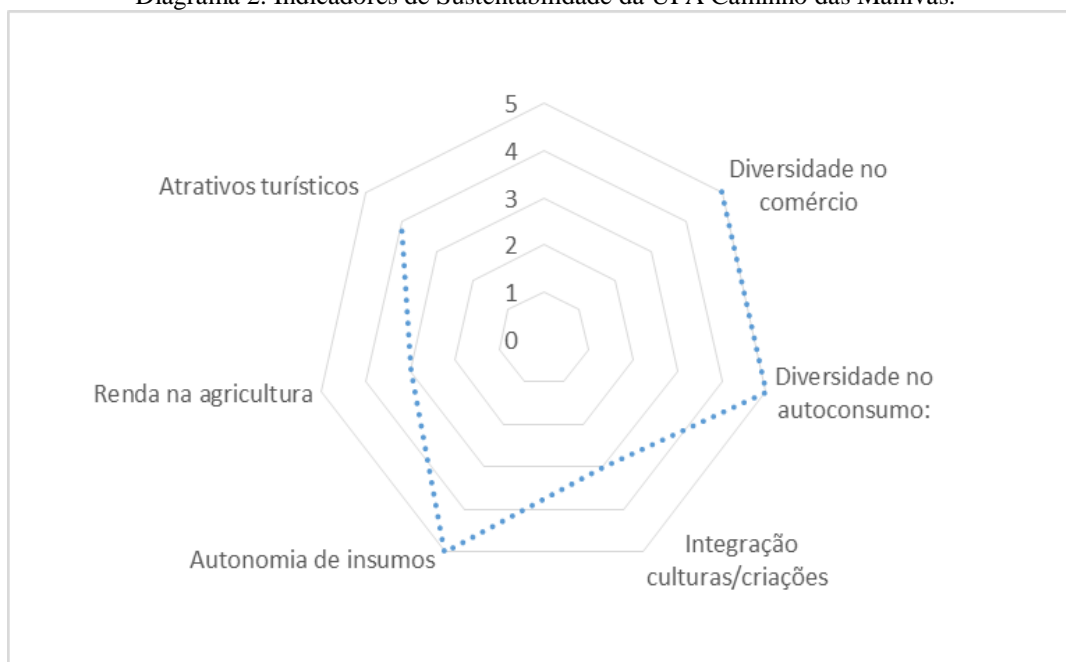 Diagrama 2. Indicadores de Sustentabilidade da UPA Caminho das Manivas.
5
4
3
2
1
0
Diversidade no
comércio
Diversidade no
autoconsumo:
Integração
culturas/criações
Autonomia de insumos
Renda na agricultura
Atrativos turísticos